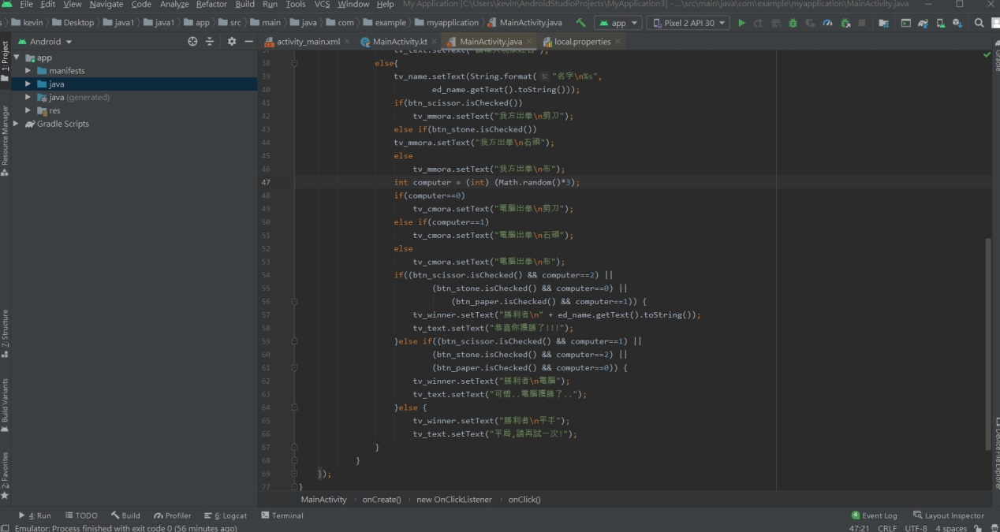 File Edit View Navigate Code Analyze Refactor Build Run Tools VCS Window Help My Application [C:\Users\kevin\AndroidStudioProjects\MyApplication3] - ...\src\main\java\com\example\myapplication\MainActivity.java
kevin Desktop java1 java1 app src main java com example myapplication MainActivity.java app Pixel 2 API 30
Android activity_main.xml MainActivity.kt MainActivity.java local.properties
app
manifests
java
java (generated)
res
Gradle Scripts
1: Project
Resource Manager
7: Structure
Build Variants
2: Favorites
38 else{
39 tv_name.setText(String.format( s: "名字\n%s",
40 ed_name.getText().toString()));
41 if(btn_scissor.isChecked())
42 tv_mmora.setText("我方出拳\n剪刀");
43 else if(btn_stone.isChecked())
44 tv_mmora.setText("我方出拳\n石頭");
45 else
46 tv_mmora.setText("我方出拳\n布");
47 int computer = (int) (Math.random()*3);
48 if(computer==0)
49 tv_cmora.setText("電腦出拳\n剪刀");
50 else if(computer==1)
51 tv_cmora.setText("電腦出拳\n石頭");
52 else
53 tv_cmora.setText("電腦出拳\n布");
54 if((btn_scissor.isChecked() && computer==2) ||
55 (btn_stone.isChecked() && computer==0) ||
56 (btn_paper.isChecked() && computer==1)) {
57 tv_winner.setText("勝利者\n" + ed_name.getText().toString());
58 tv_text.setText("恭喜你獲勝了!!!");
59 }else if((btn_scissor.isChecked() && computer==1) ||
60 (btn_stone.isChecked() && computer==2) ||
61 (btn_paper.isChecked() && computer==0)) {
62 tv_winner.setText("勝利者\n電腦");
63 tv_text.setText("可惜..電腦獲勝了..");
64 }else {
65 tv_winner.setText("勝利者\n平手");
66 tv_text.setText("平局,請再試一次!");
67 }
68 }
69 });
77 }
Gradle
Device File Explorer
MainActivity onCreate() new OnClickListener onClick()
4: Run TODO Build Profiler 6: Logcat Terminal 4 Event Log Layout Inspector
Emulator: Process finished with exit code 0 (56 minutes ago) 47:21 CRLF UTF-8 4 spaces